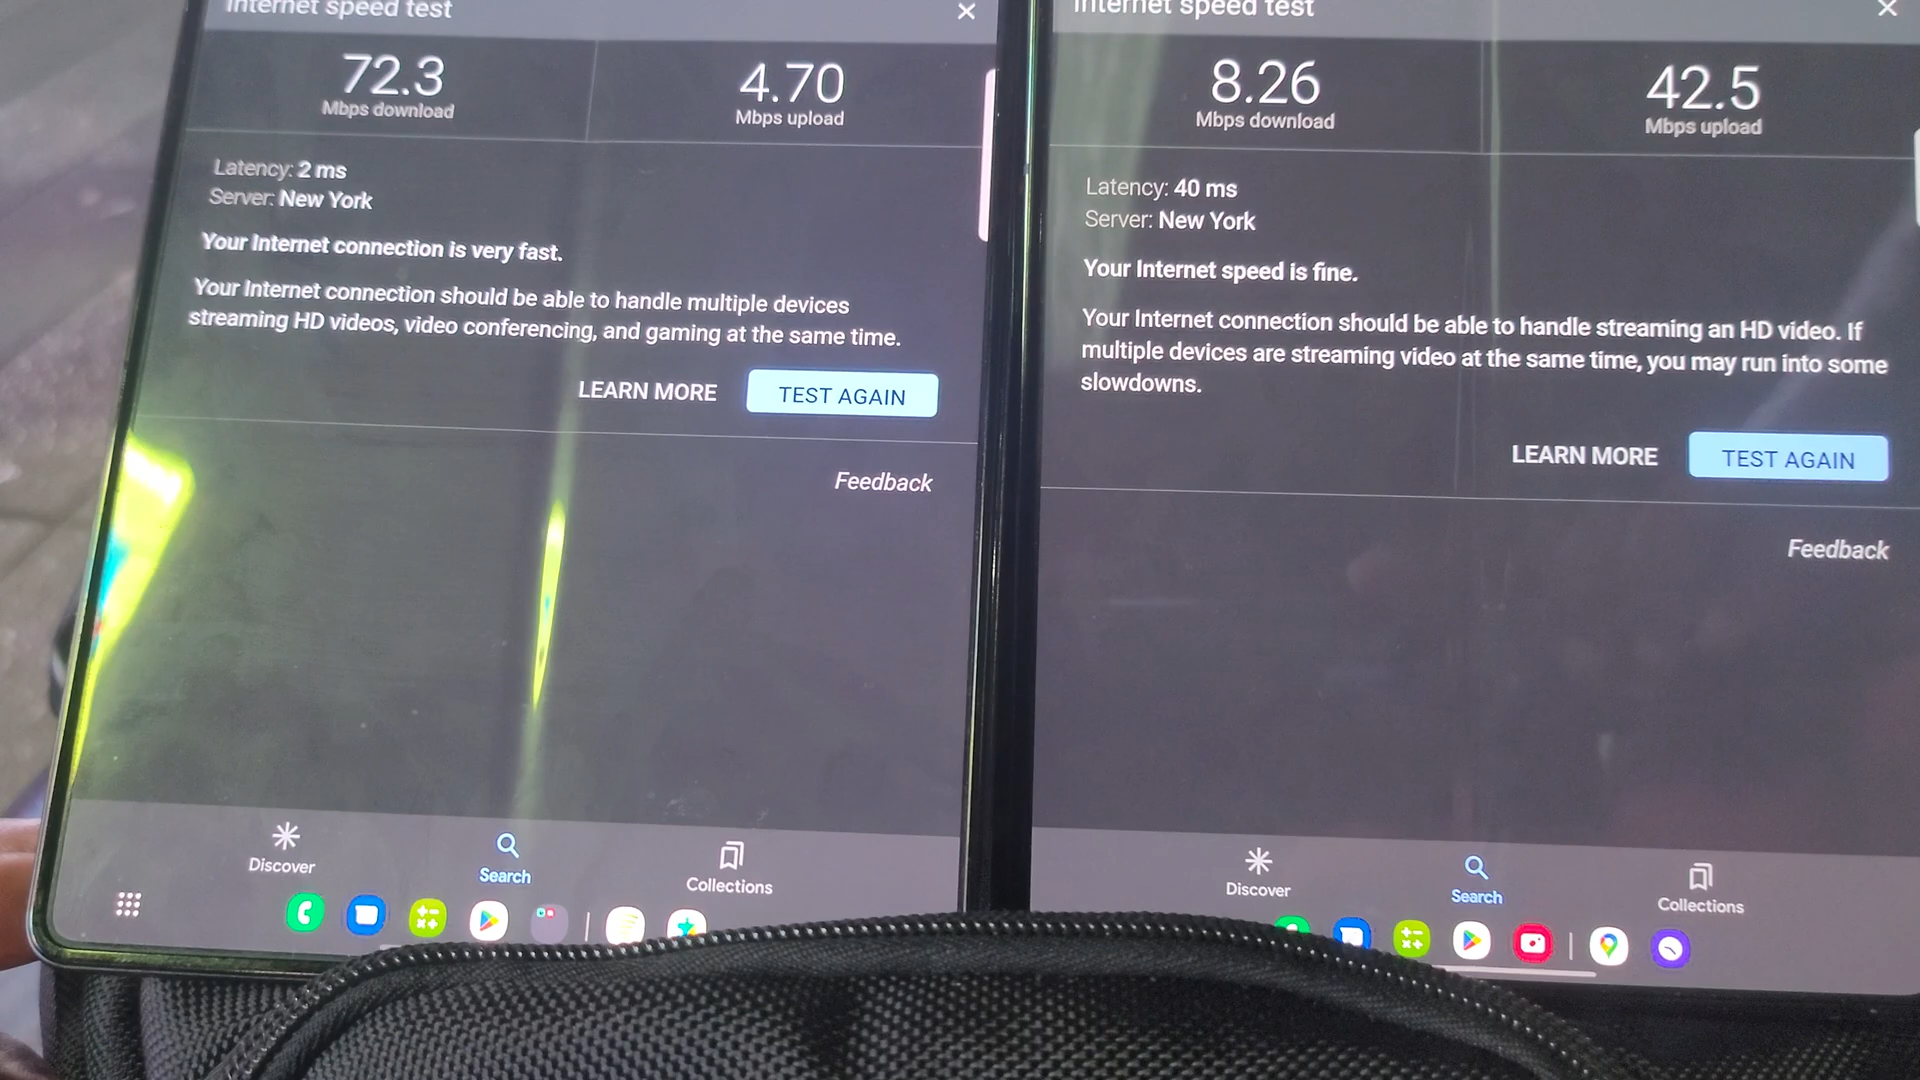 Internet speed test
72.3
Mbps download
4.70
Mbps upload
Latency: 2 ms
Server: New York
Your Internet connection is very fast.
Your Internet connection should be able to handle multiple devices
streaming HD videos, video conferencing, and gaming at the same time.
LEARN MORE
TEST AGAIN
Feedback
Discover
Search
Collections
Internet speed test
8.26
Mbps download
42.5
Mbps upload
Latency: 40 ms
Server: New York
Your Internet speed is fine.
Your Internet connection should be able to handle streaming an HD video. If
multiple devices are streaming video at the same time, you may run into some
slowdowns.
LEARN MORE
TEST AGAIN
Feedback
Discover
Search
Collections